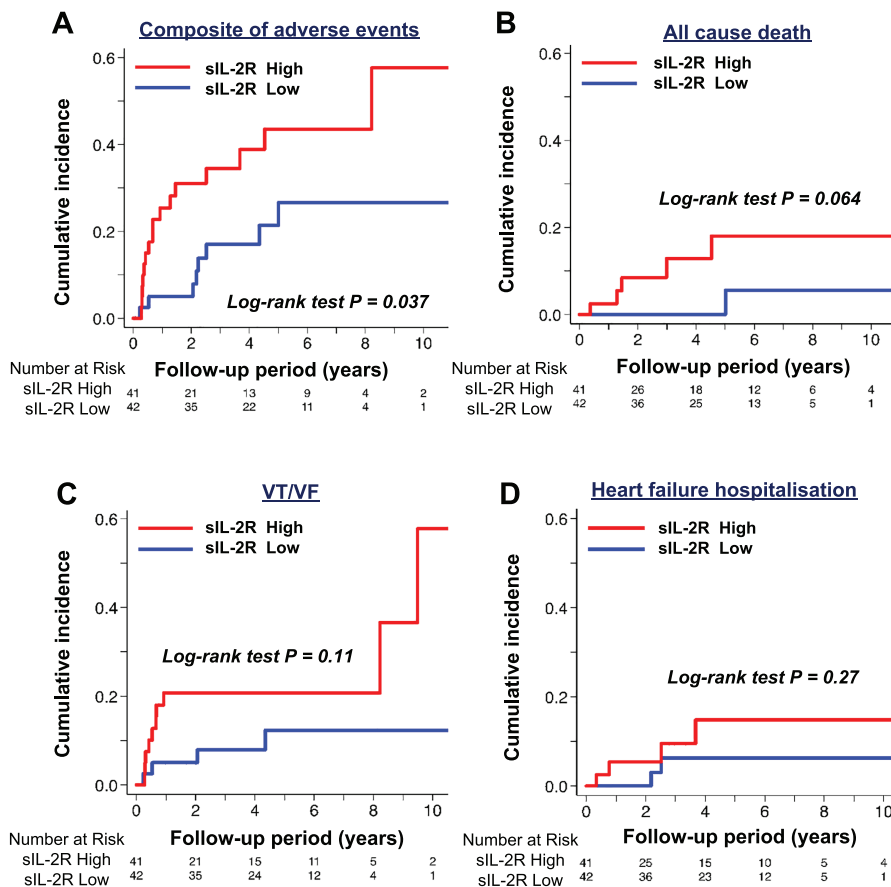 A
Composite of adverse events
sIL-2R High
sIL-2R Low
Cumulative incidence
0.6
0.4
0.2
0.0
Log-rank test P = 0.037
0 2 4 6 8 10
Follow-up period (years)
Number at Risk
sIL-2R High 41 21 13 9 4 2
sIL-2R Low 42 35 22 11 4 1
B
All cause death
sIL-2R High
sIL-2R Low
Cumulative incidence
0.6
0.4
0.2
0.0
Log-rank test P = 0.064
0 2 4 6 8 10
Follow-up period (years)
Number at Risk
sIL-2R High 41 26 18 12 6 4
sIL-2R Low 42 36 25 13 5 1
C
VT/VF
sIL-2R High
sIL-2R Low
Cumulative incidence
0.6
0.4
0.2
0.0
Log-rank test P = 0.11
0 2 4 6 8 10
Follow-up period (years)
Number at Risk
sIL-2R High 41 21 15 11 5 2
sIL-2R Low 42 35 24 12 4 1
D
Heart failure hospitalisation
sIL-2R High
sIL-2R Low
Cumulative incidence
0.6
0.4
0.2
0.0
Log-rank test P = 0.27
0 2 4 6 8 10
Follow-up period (years)
Number at Risk
sIL-2R High 41 25 15 10 5 4
sIL-2R Low 42 36 23 12 5 1